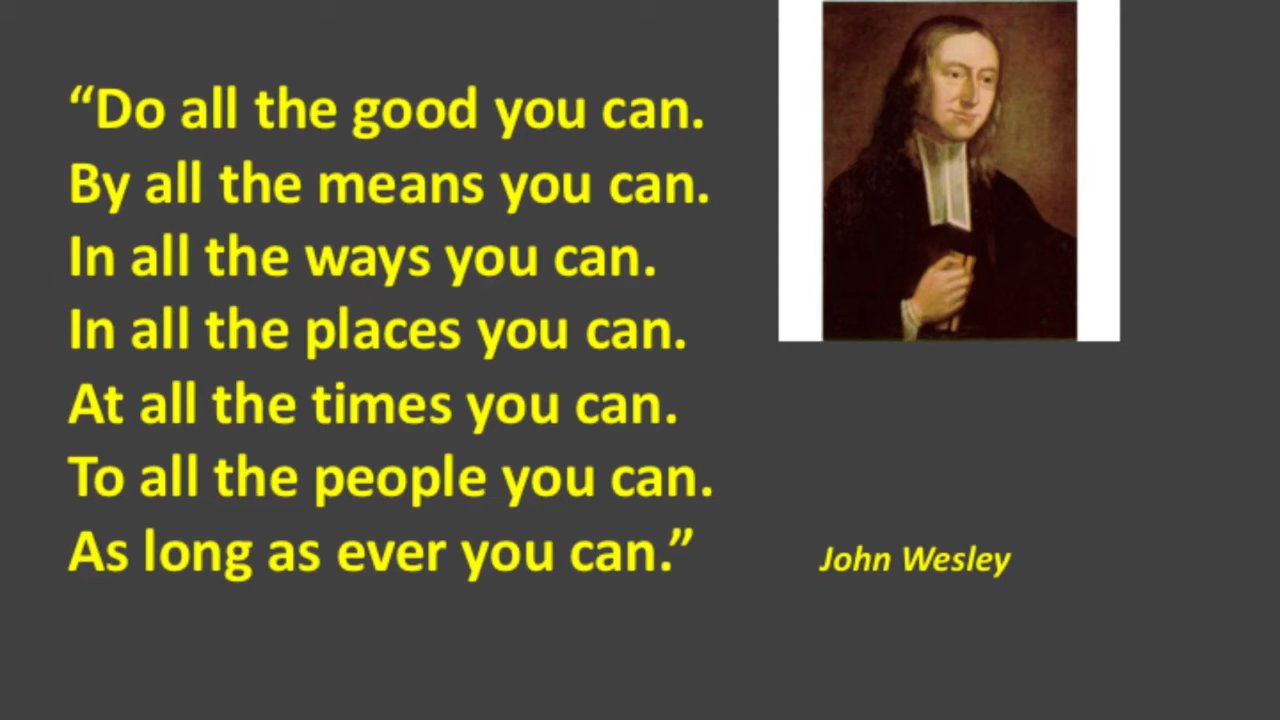 “Do all the good you can.
By all the means you can.
In all the ways you can.
In all the places you can.
At all the times you can.
To all the people you can.
As long as ever you can.”
John Wesley